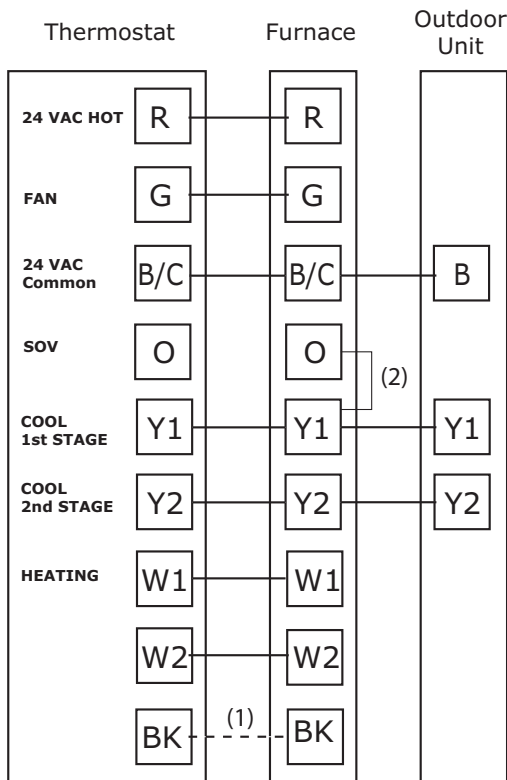 Thermostat Furnace Outdoor
Unit
24 VAC HOT R R
FAN G G
24 VAC
Common B/C B/C B
SOV O O
(2)
COOL
1st STAGE Y1 Y1 Y1
COOL
2nd STAGE Y2 Y2 Y2
HEATING W1 W1
W2 W2
(1)
BK BK